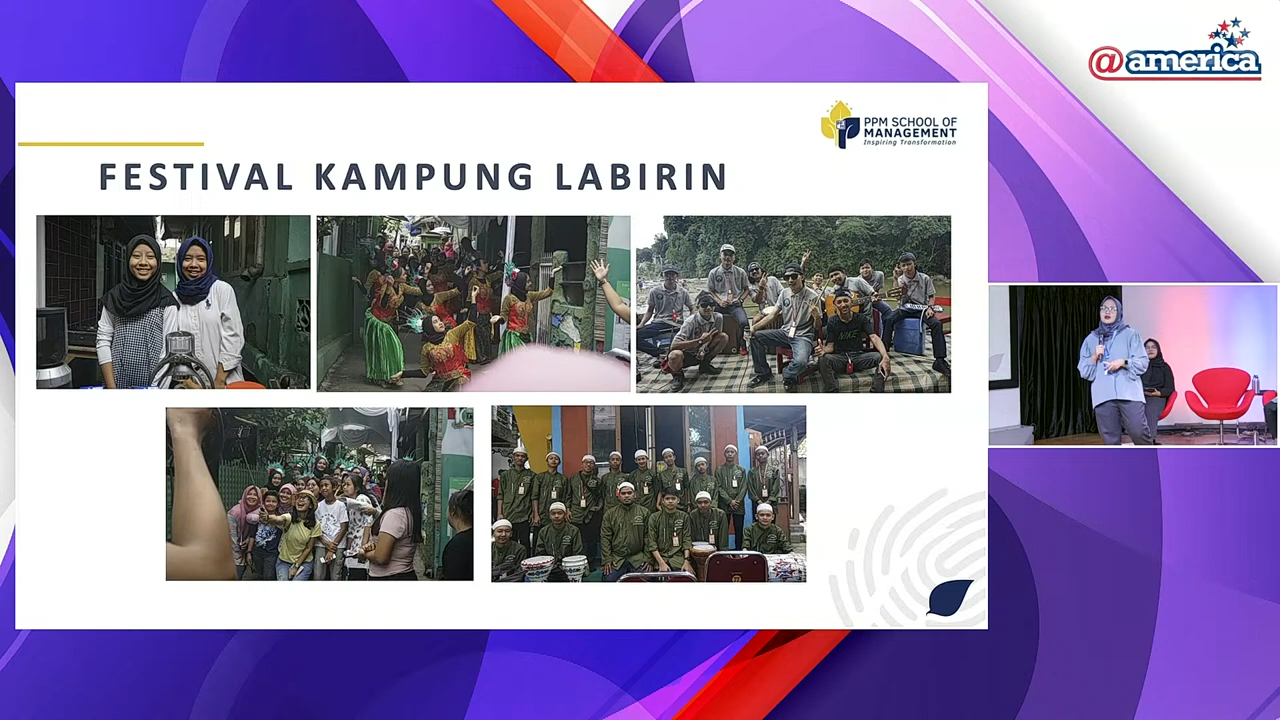 @america
PPM SCHOOL OF
MANAGEMENT
Inspiring Transformation
FESTIVAL KAMPUNG LABIRIN